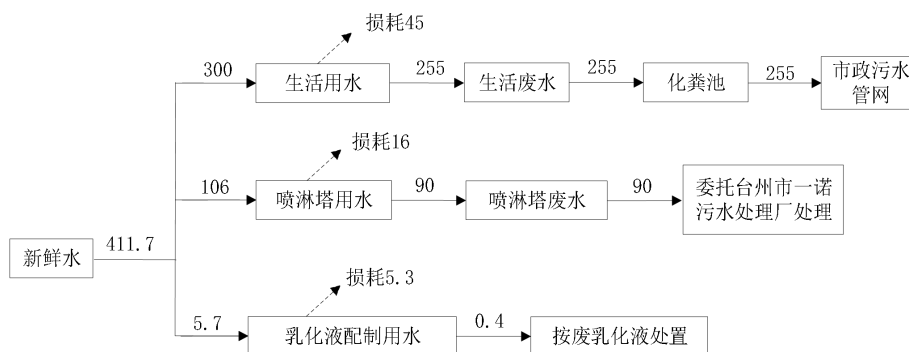 损耗45
300
生活用水
255
生活废水
255
化粪池
255
市政污水
管网
损耗16
106
喷淋塔用水
90
喷淋塔废水
90
委托台州市一诺
污水处理厂处理
新鲜水
411.7
损耗5.3
5.7
乳化液配制用水
0.4
按废乳化液处置